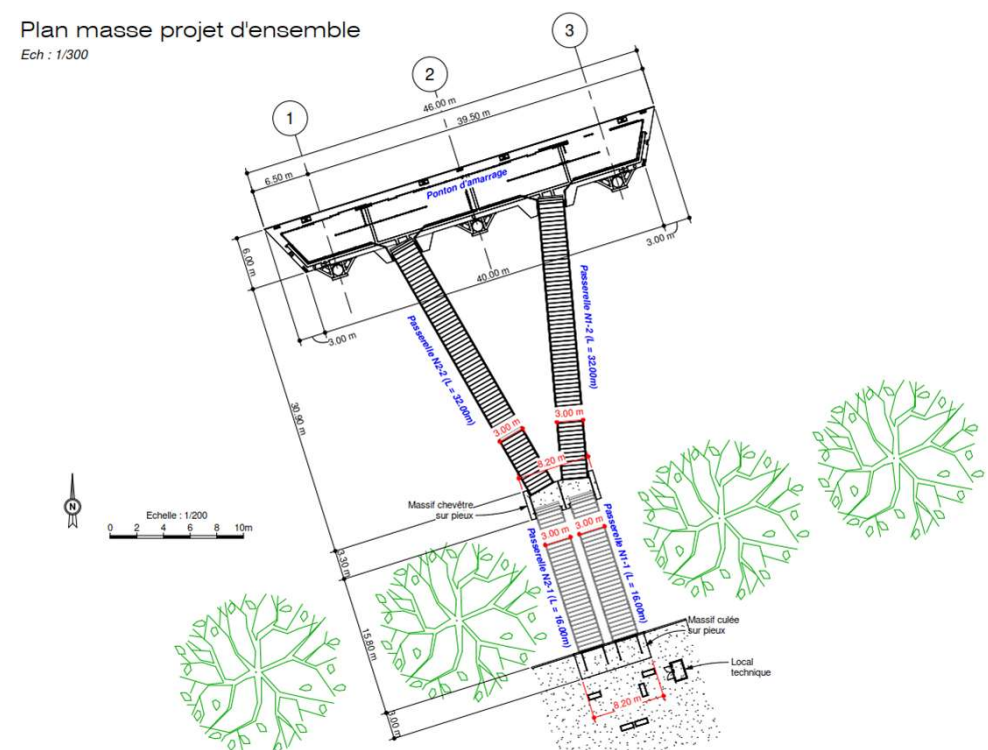 Plan masse projet d'ensemble
Ech : 1/300
3
2
1
46.00 m
39.50 m
6.50 m
Ponton d'amarrage
6.00 m
3.00 m
40.00 m
3.00 m
Passerelle N2-2 (L = 32.00m)
Passerelle N1-2 (L = 32.00m)
30.90 m
3.00 m
3.00 m
8.20 m
Massif chevêtre
sur pieux
N
Echelle : 1/200
0 2 4 6 8 10m
3.00 m
3.00 m
Passerelle N2-1 (L = 16.00m)
Passerelle N1-1 (L = 16.00m)
3.30 m
15.80 m
Massif culée
sur pieux
Local
technique
8.20 m
3.00 m